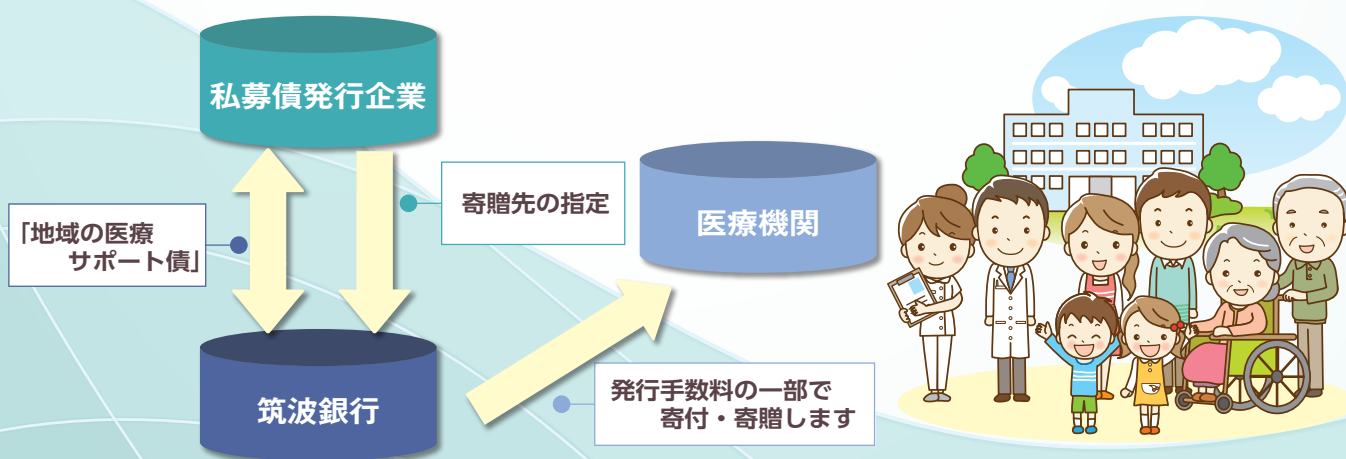 私募債発行企業
寄贈先の指定
医療機関
「地域の医療
サポート債」
筑波銀行
発行手数料の一部で
寄付・寄贈します